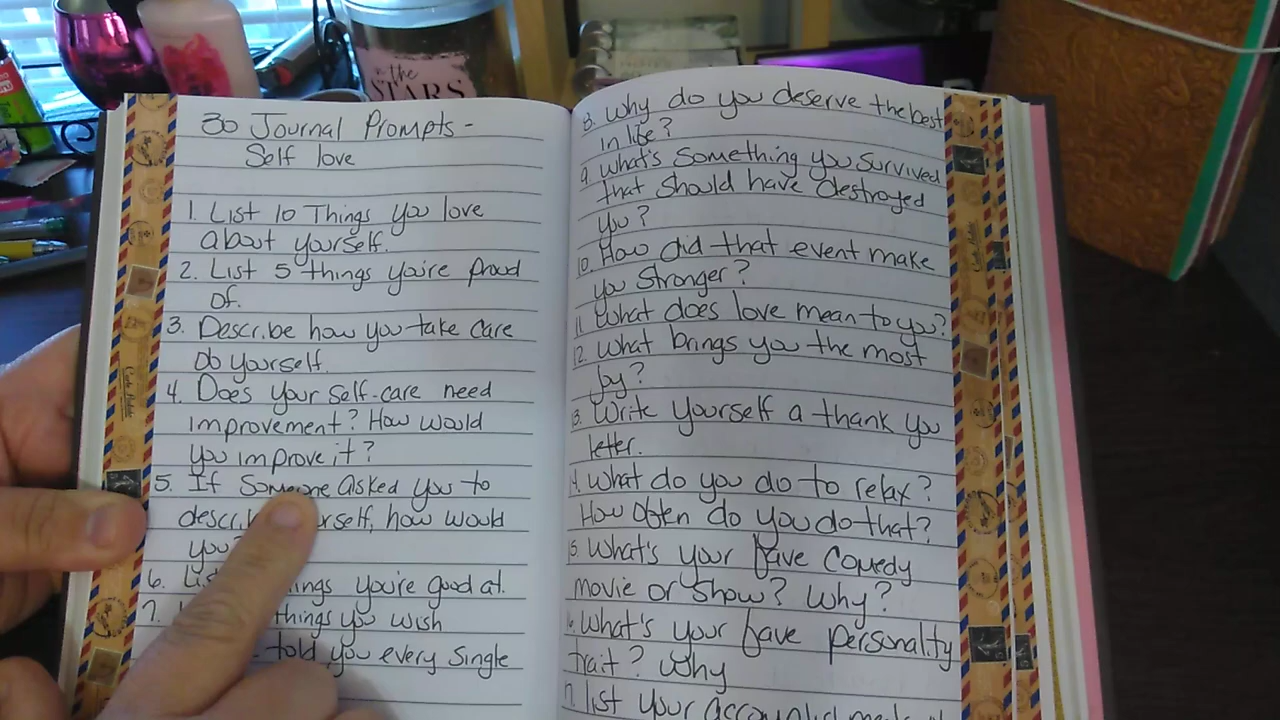 the
STARS
30 Journal Prompts -
Self love
1. List 10 Things you love
about yourself.
2. List 5 things you're proud
of.
3. Describe how you take care
of yourself.
4. Does your self-care need
improvement? How would
you improve it?
5. If Someone asked you to
describe yourself, how would
you?
6. things you're good at.
7. things you wish
told you every single
8. Why do you deserve the best
in life?
9. What's something you survived
that should have destroyed
you?
10. How did that event make
you stronger?
11. What does love mean to you?
12. What brings you the most
joy?
13. Write yourself a thank you
letter.
14. What do you do to relax?
How often do you do that?
15. What's your fave comedy
movie or show? Why?
16. What's your fave personality
trait? Why
17. list your accomplishments